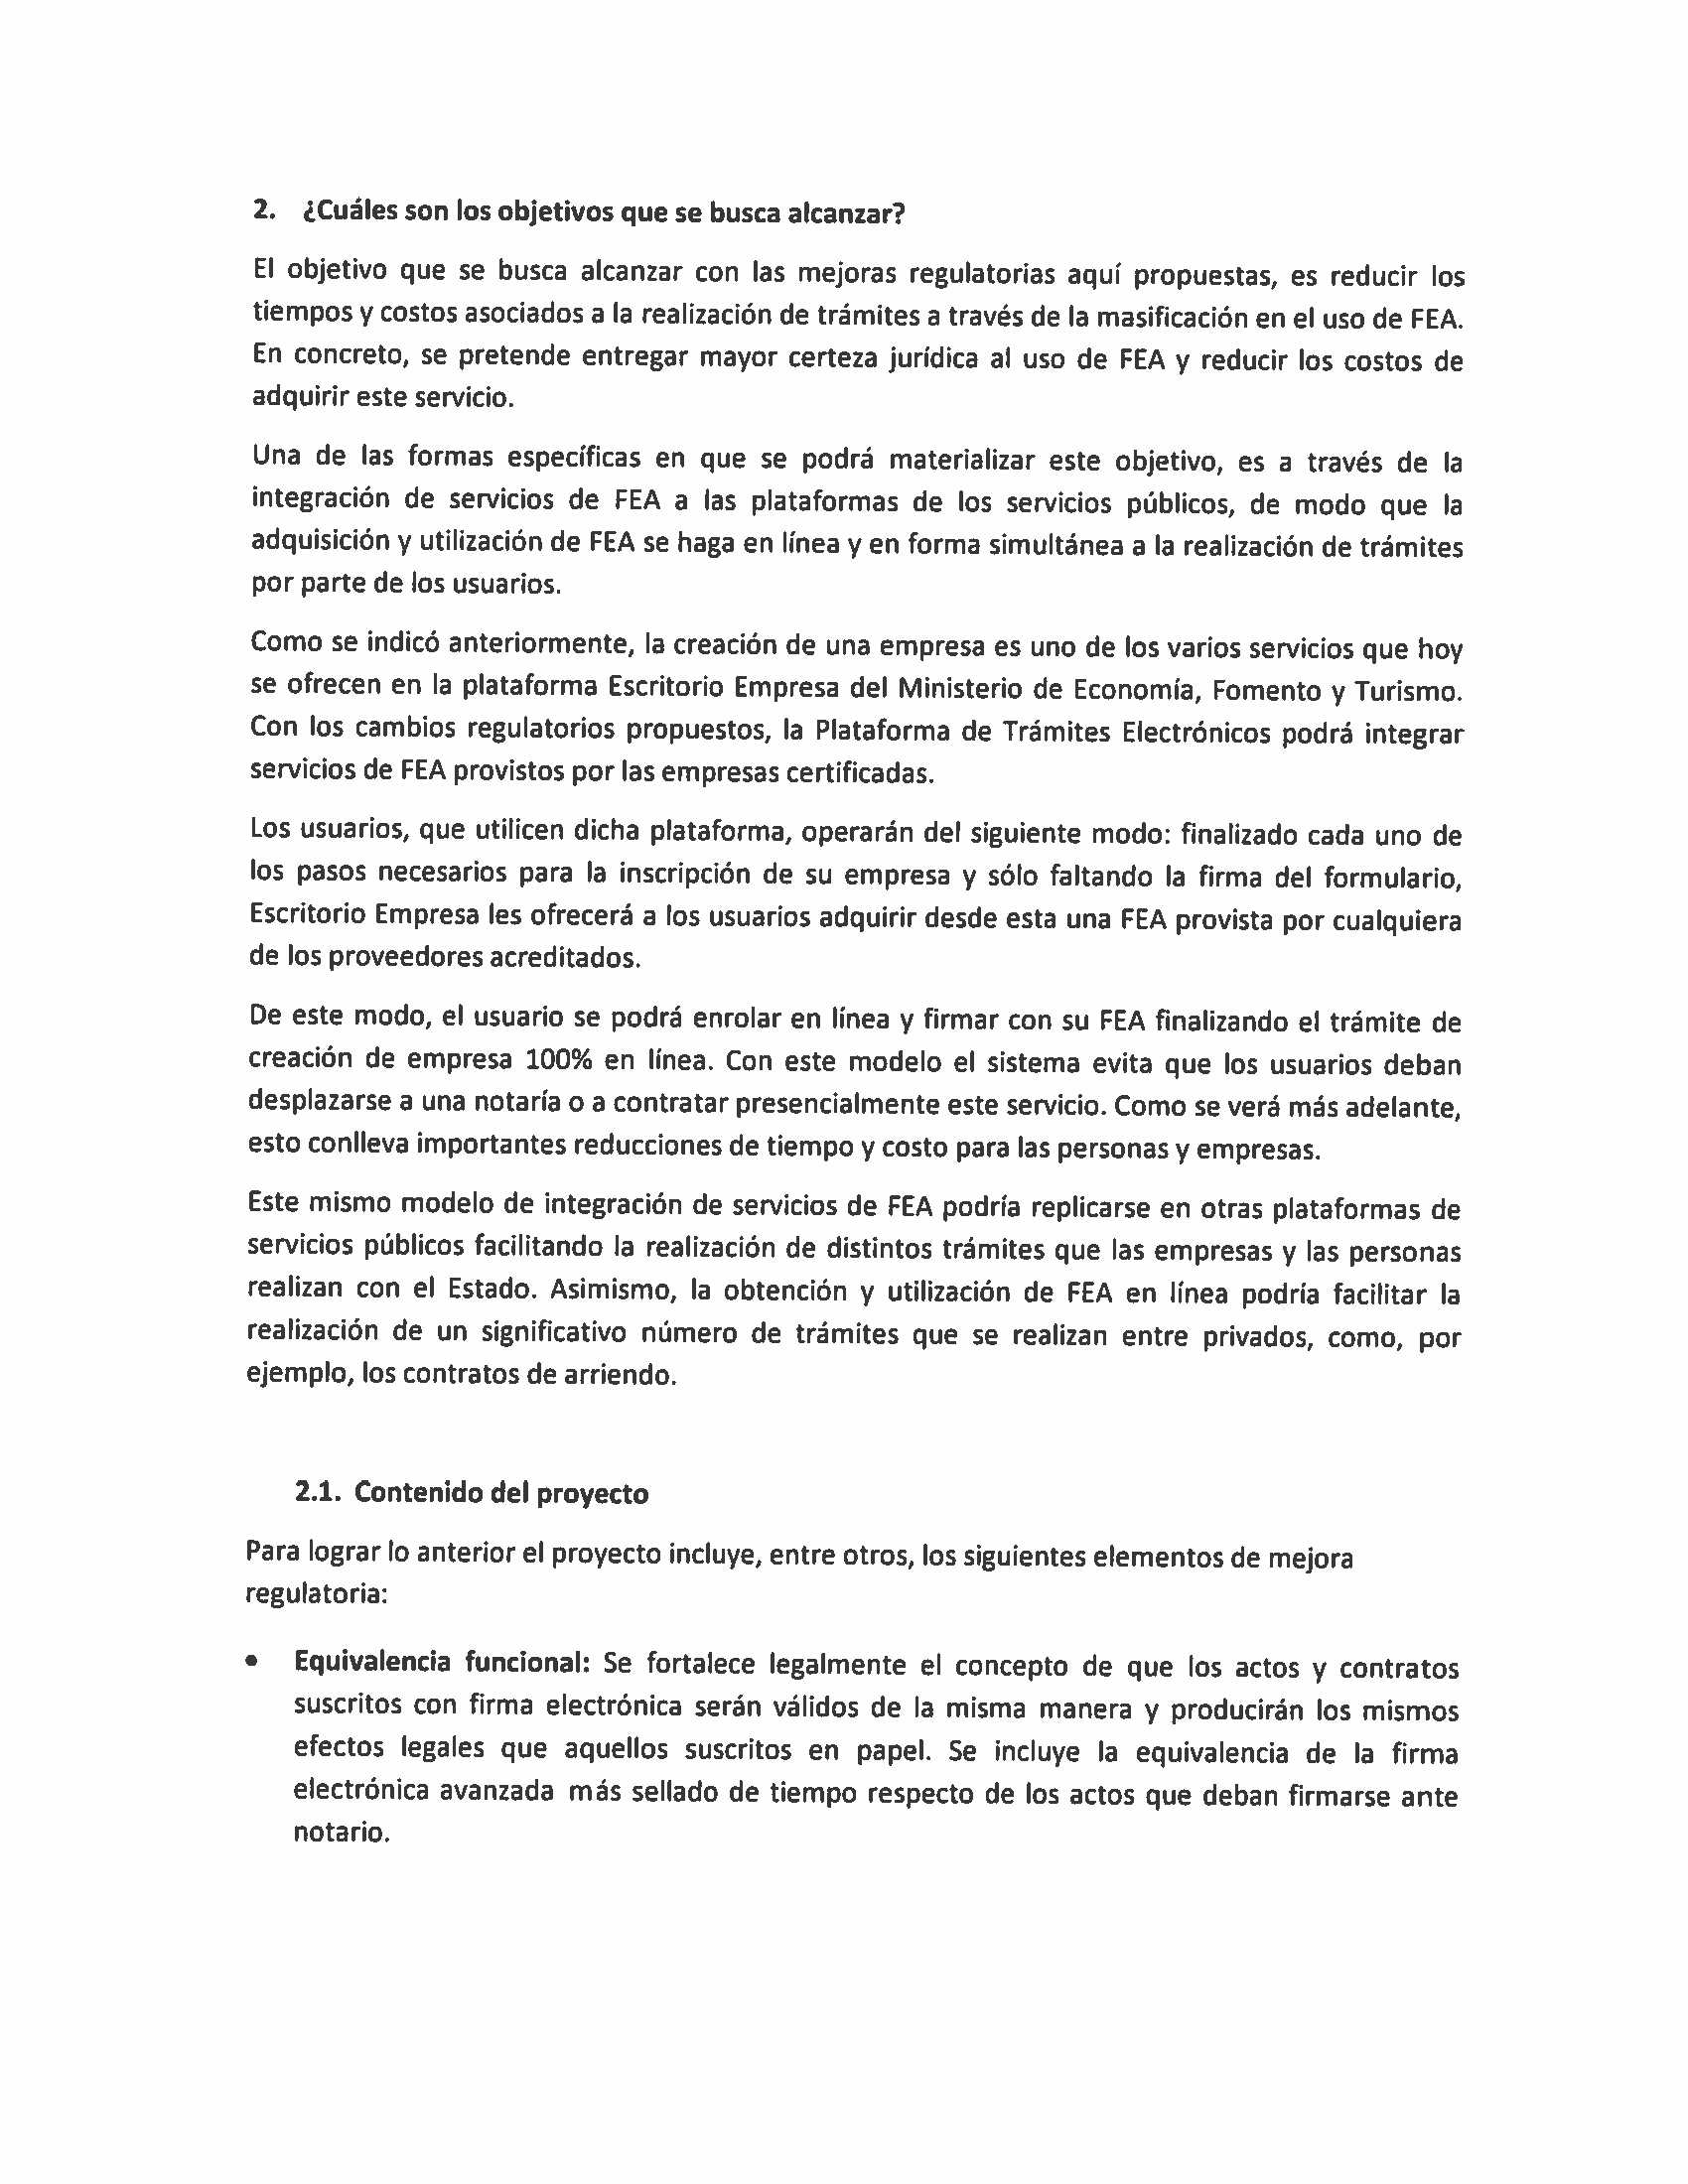 2. ¿Cuáles son los objetivos que se busca alcanzar?
El objetivo que se busca alcanzar con las mejoras regulatorias aquí propuestas, es reducir los
tiempos y costos asociados a la realización de trámites a través de la masificación en el uso de FEA.
En concreto, se pretende entregar mayor certeza jurídica al uso de FEA y reducir los costos de
adquirir este servicio.
Una de las formas específicas en que se podrá materializar este objetivo, es a través de la
integración de servicios de FEA a las plataformas de los servicios públicos, de modo que la
adquisición y utilización de FEA se haga en línea y en forma simultánea a la realización de trámites
por parte de los usuarios.
Como se indicó anteriormente, la creación de una empresa es uno de los varios servicios que hoy
se ofrecen en la plataforma Escritorio Empresa del Ministerio de Economía, Fomento y Turismo.
Con los cambios regulatorios propuestos, la Plataforma de Trámites Electrónicos podrá integrar
servicios de FEA provistos por las empresas certificadas.
Los usuarios, que utilicen dicha plataforma, operarán del siguiente modo: finalizado cada uno de
los pasos necesarios para la inscripción de su empresa y sólo faltando la firma del formulario,
Escritorio Empresa les ofrecerá a los usuarios adquirir desde esta una FEA provista por cualquiera
de los proveedores acreditados.
De este modo, el usuario se podrá enrolar en línea y firmar con su FEA finalizando el trámite de
creación de empresa 100% en línea. Con este modelo el sistema evita que los usuarios deban
desplazarse a una notaría o a contratar presencialmente este servicio. Como se verá más adelante,
esto conlleva importantes reducciones de tiempo y costo para las personas y empresas.
Este mismo modelo de integración de servicios de FEA podría replicarse en otras plataformas de
servicios públicos facilitando la realización de distintos trámites que las empresas y las personas
realizan con el Estado. Asimismo, la obtención y utilización de FEA en línea podría facilitar la
realización de un significativo número de trámites que se realizan entre privados, como, por
ejemplo, los contratos de arriendo.
2.1. Contenido del proyecto
Para lograr lo anterior el proyecto incluye, entre otros, los siguientes elementos de mejora
regulatoria:
• Equivalencia funcional: Se fortalece legalmente el concepto de que los actos y contratos
suscritos con firma electrónica serán válidos de la misma manera y producirán los mismos
efectos legales que aquellos suscritos en papel. Se incluye la equivalencia de la firma
electrónica avanzada más sellado de tiempo respecto de los actos que deban firmarse ante
notario.